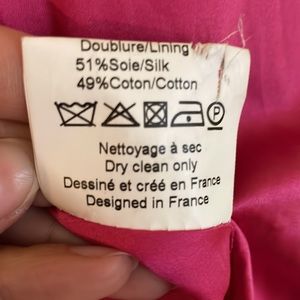 Doublure/Lining
51%Soie/Silk
49%Coton/Cotton
P
Nettoyage à sec
Dry clean only
Dessiné et créé en France
Designed in France